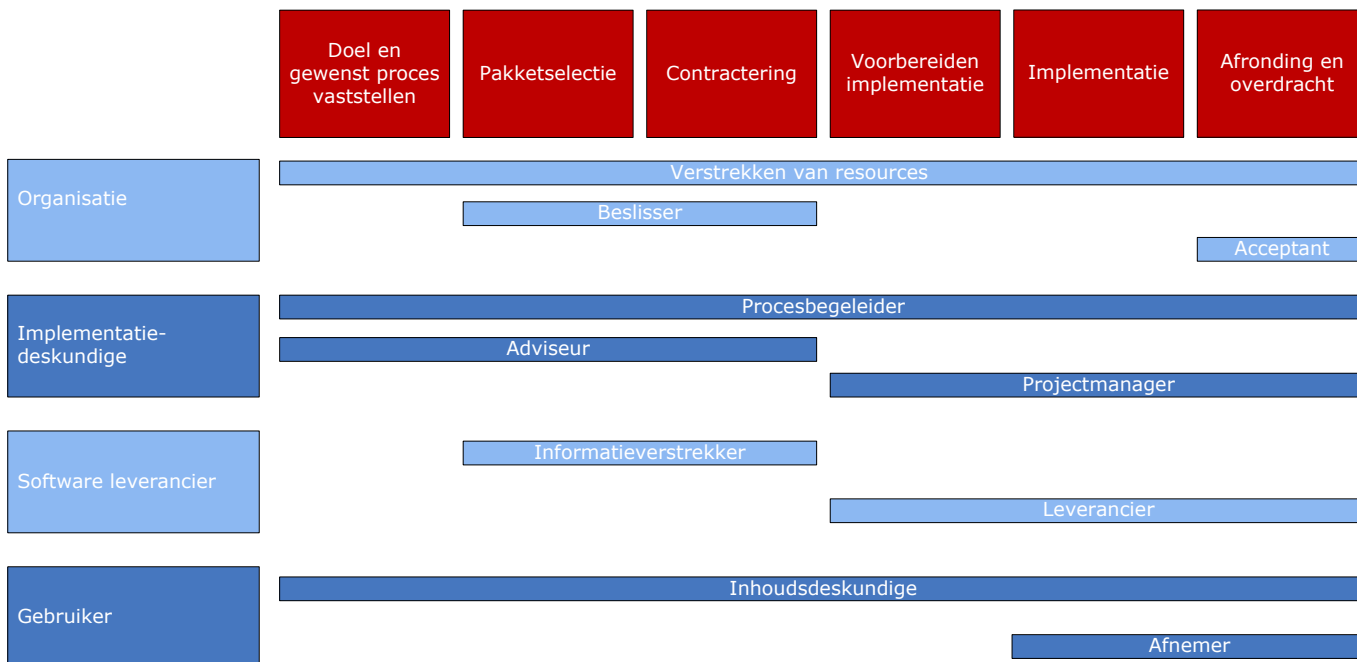 Doel en
gewenst proces
vaststellen
Pakketselectie
Contractering
Voorbereiden
implementatie
Implementatie
Afronding en
overdracht
Organisatie
Verstrekken van resources
Beslisser
Acceptant
Implementatie-
deskundige
Procesbegeleider
Adviseur
Projectmanager
Software leverancier
Informatieverstrekker
Leverancier
Gebruiker
Inhoudsdeskundige
Afnemer